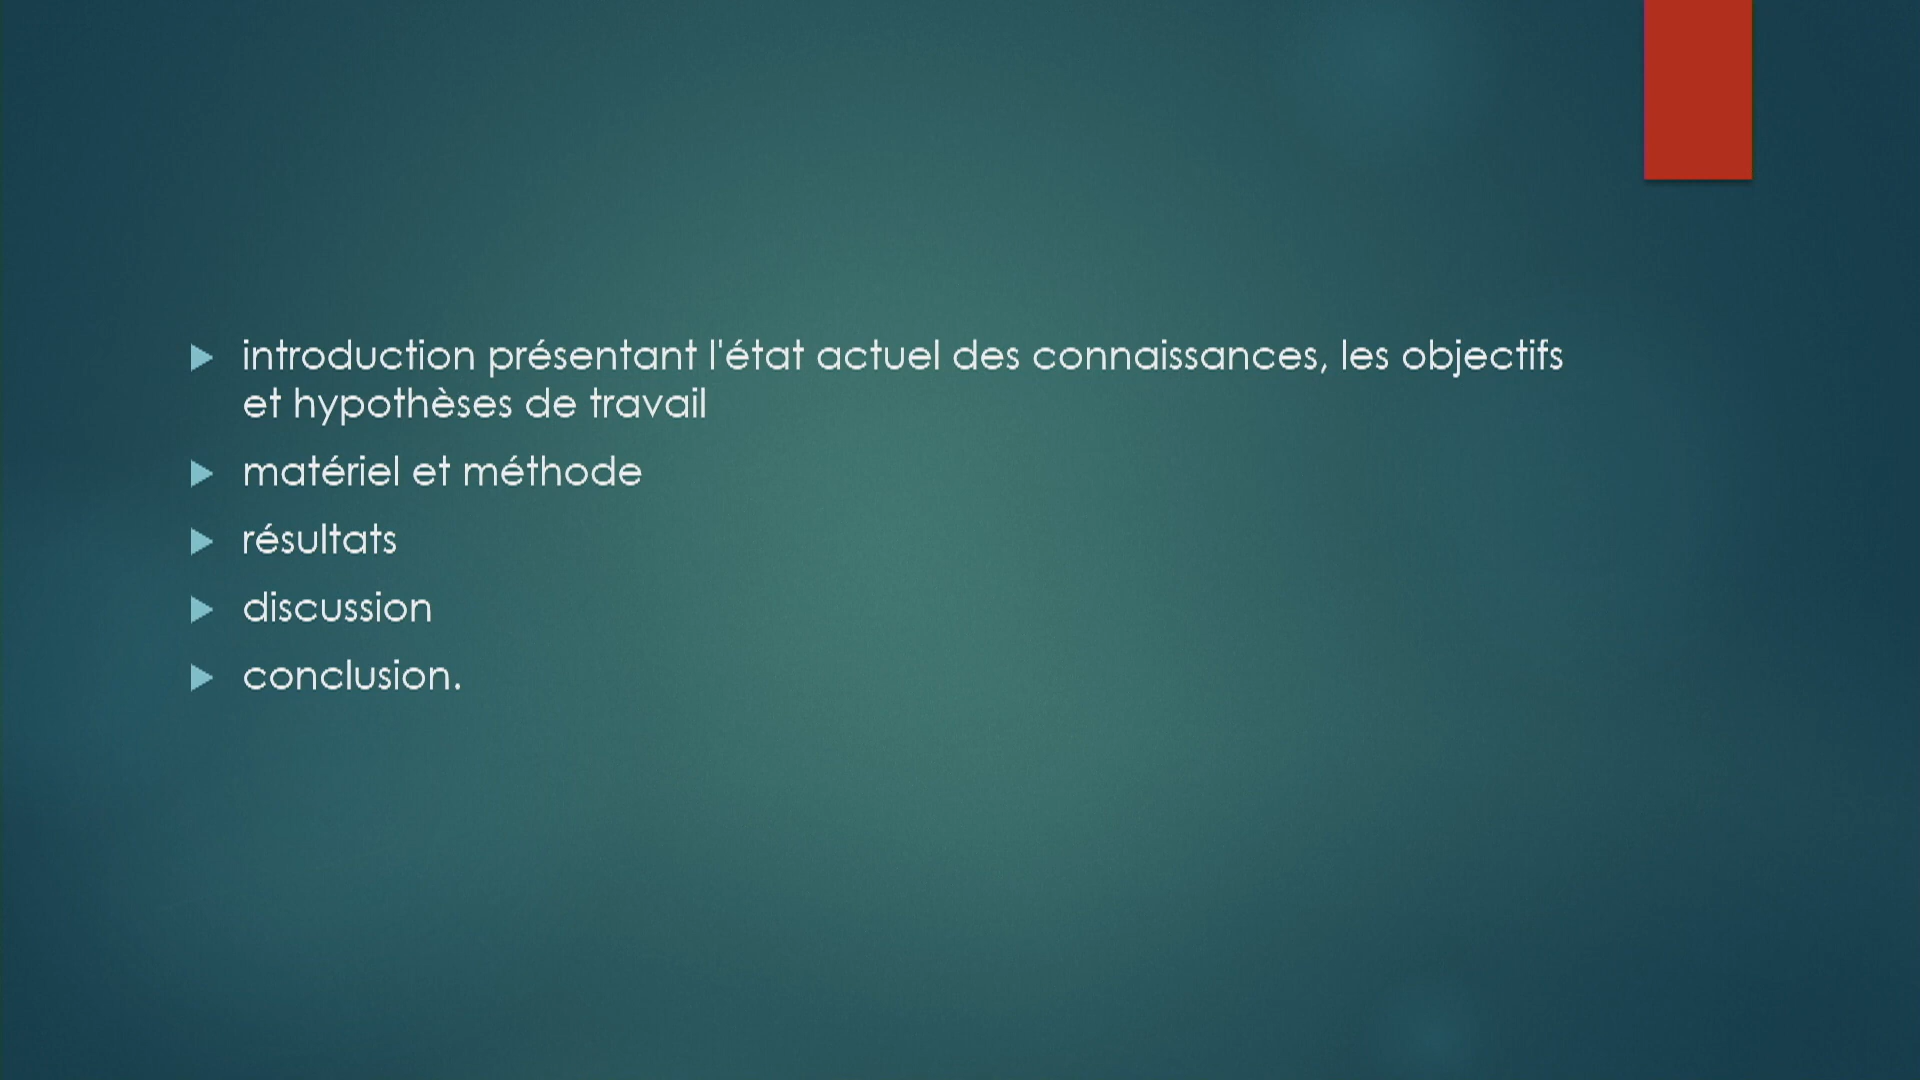 introduction présentant l'état actuel des connaissances, les objectifs
et hypothèses de travail
matériel et méthode
résultats
discussion
conclusion.